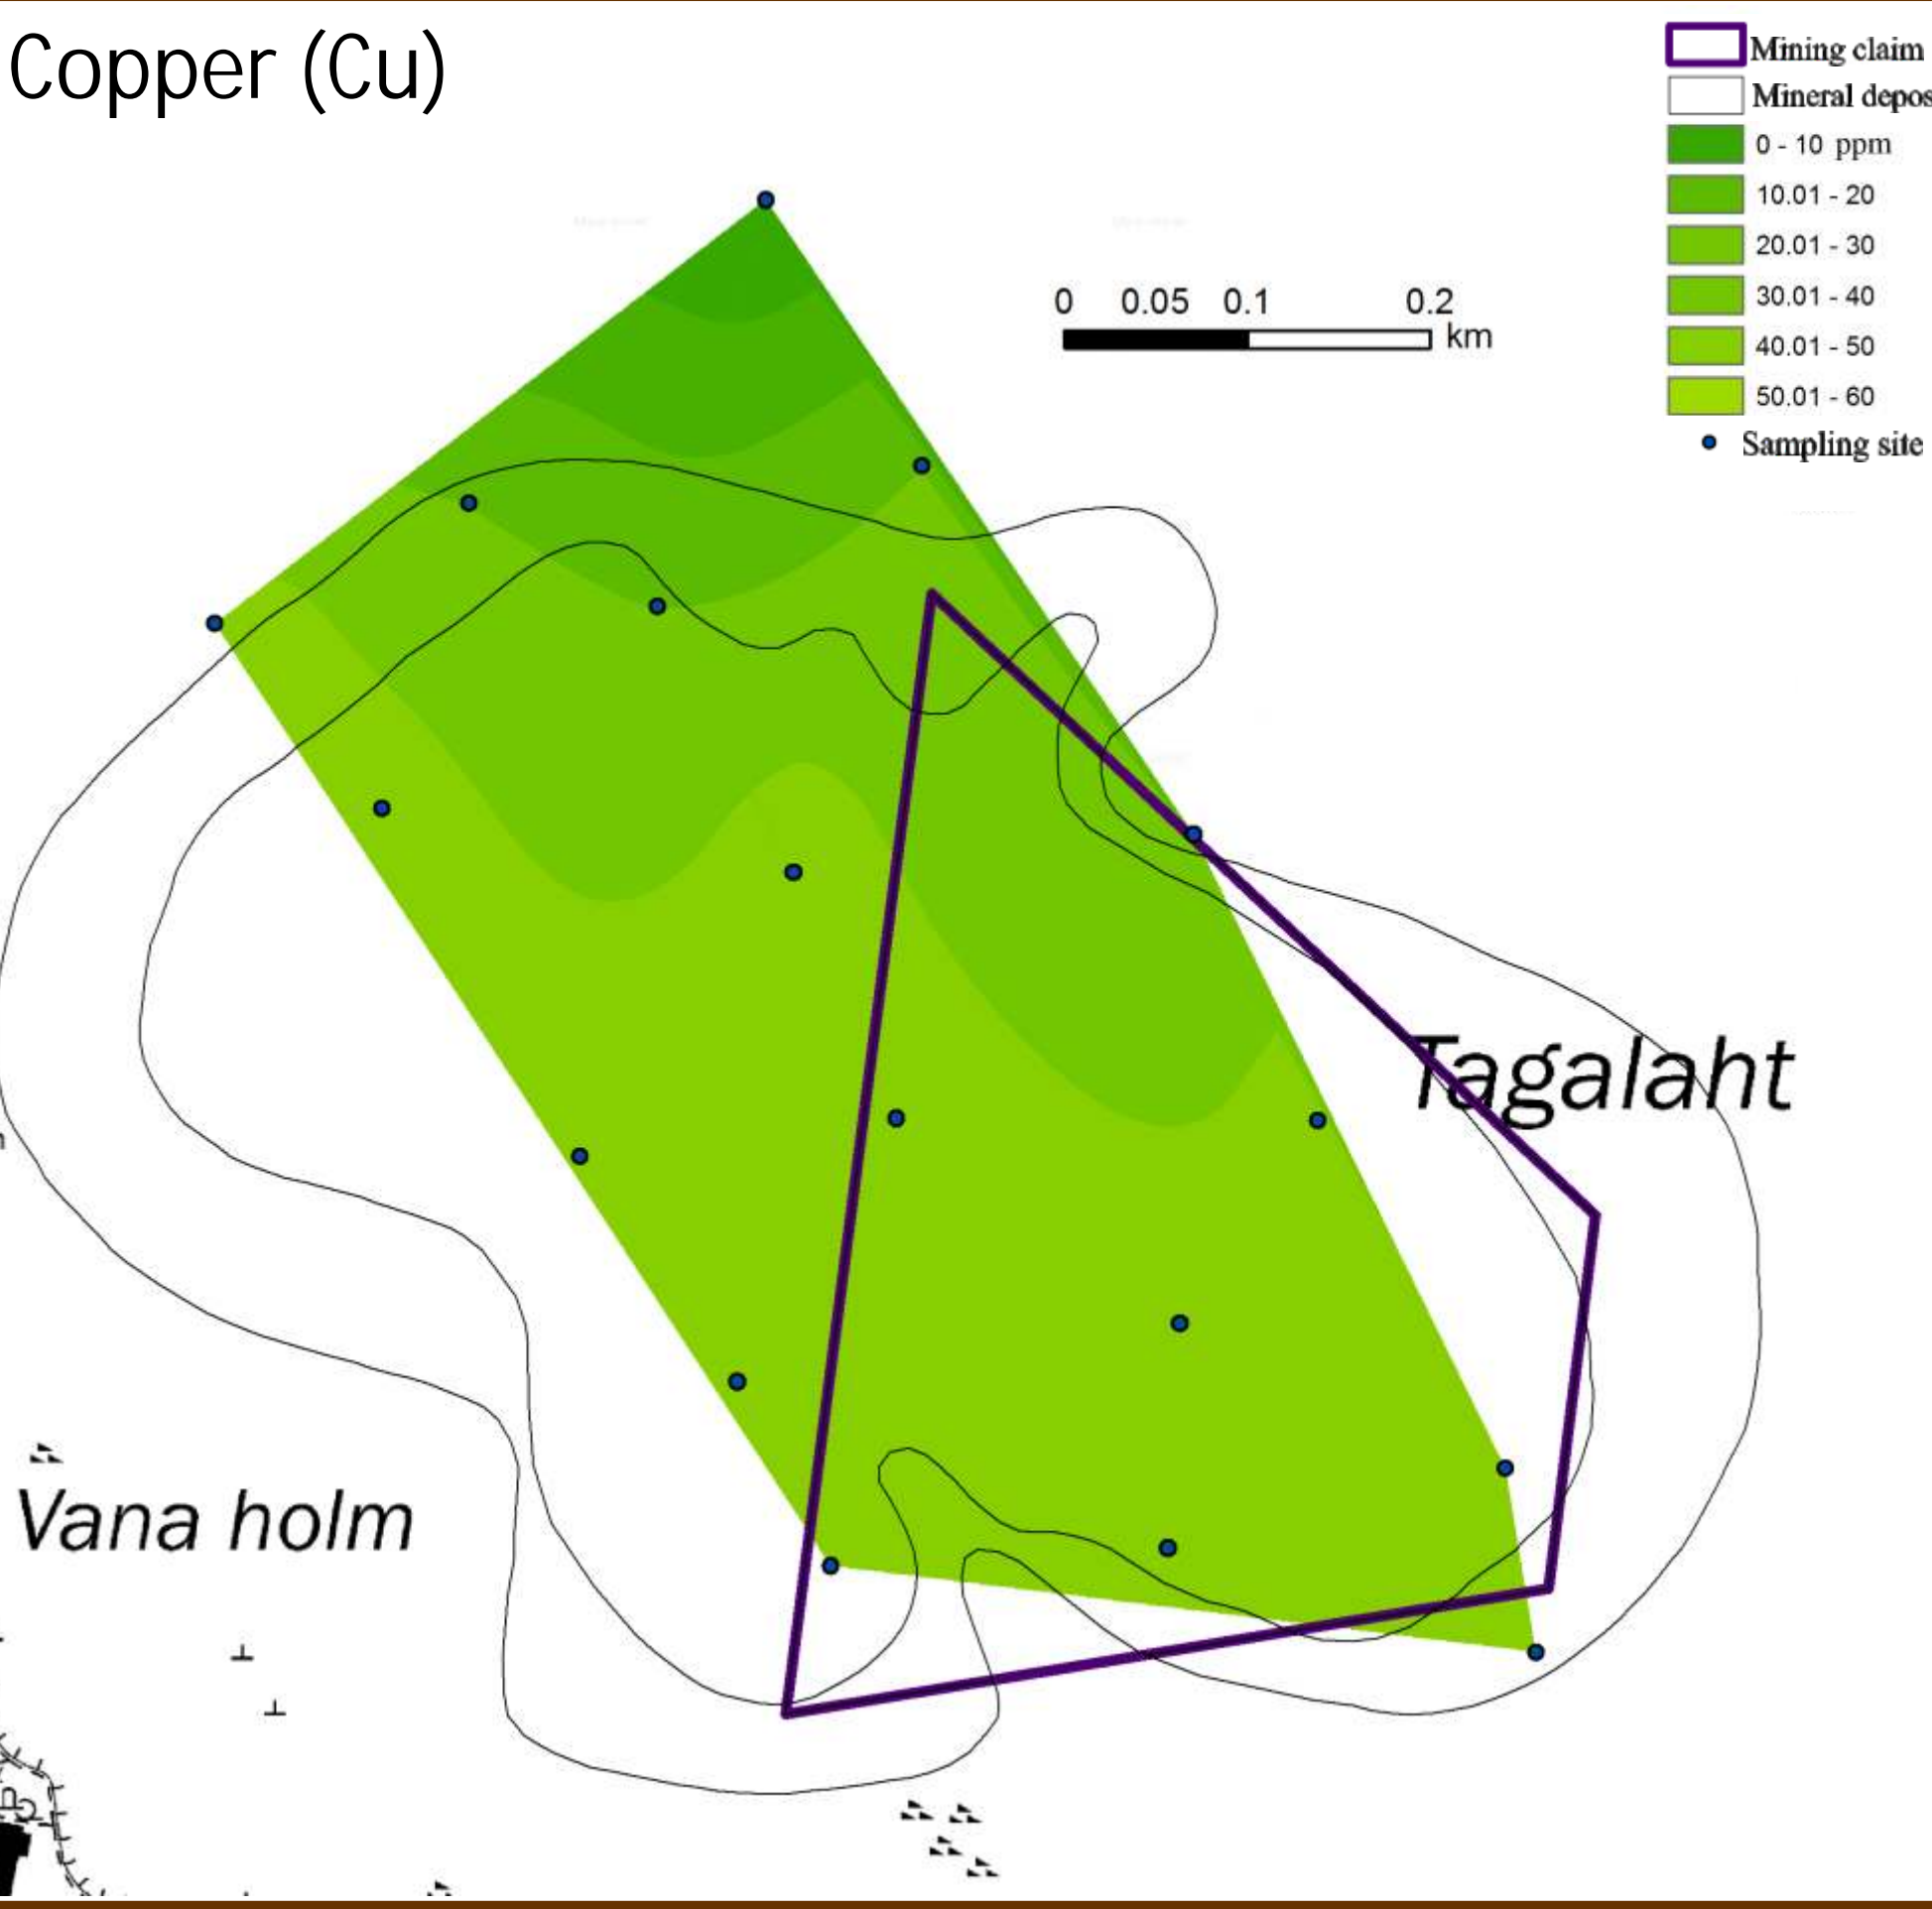 Copper (Cu)
Mining claim
Mineral depos
0 - 10 ppm
10.01 - 20
20.01 - 30
30.01 - 40
40.01 - 50
50.01 - 60
Sampling site
0 0.05 0.1 0.2
km
Tagalaht
Vana holm